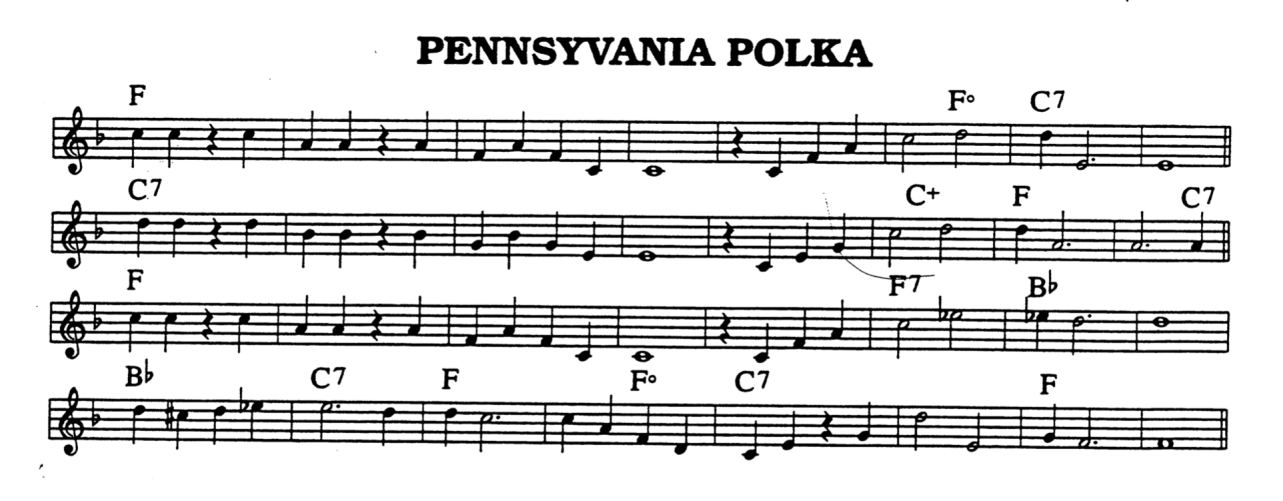 PENNSYVANIA POLKA
F F° C7
C7 C+ F C7
F F7 B♭
B♭ C7 F F° C7 F